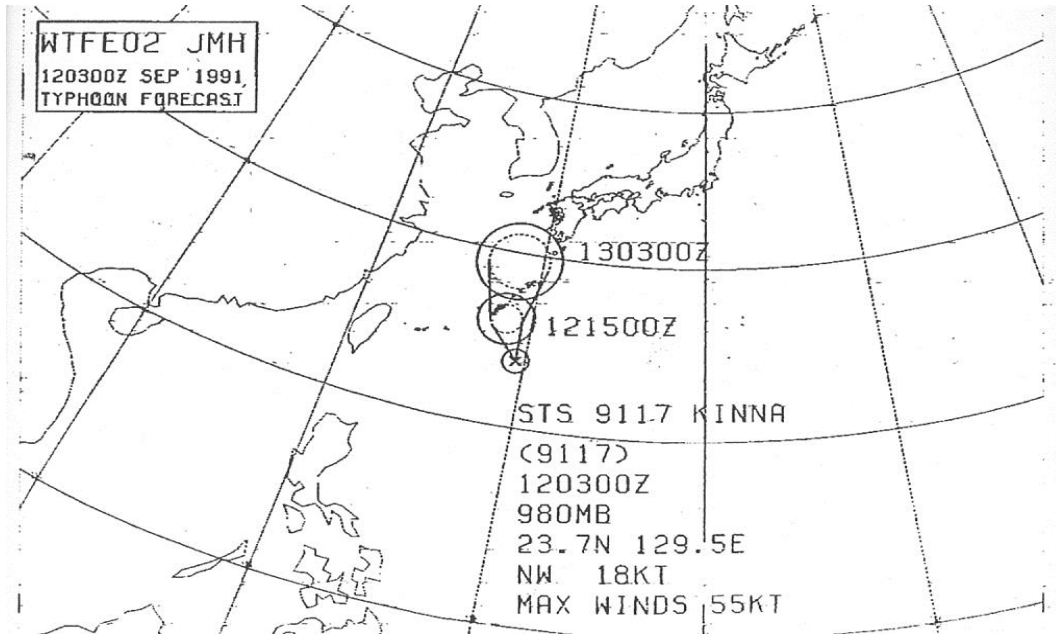 WTFE02 JMH
120300Z SEP 1991
TYPHOON FORECAST
130300Z
121500Z
STS 9117 KINNA
(9117)
120300Z
980MB
23.7N 129.5E
NW 18KT
MAX WINDS 55KT